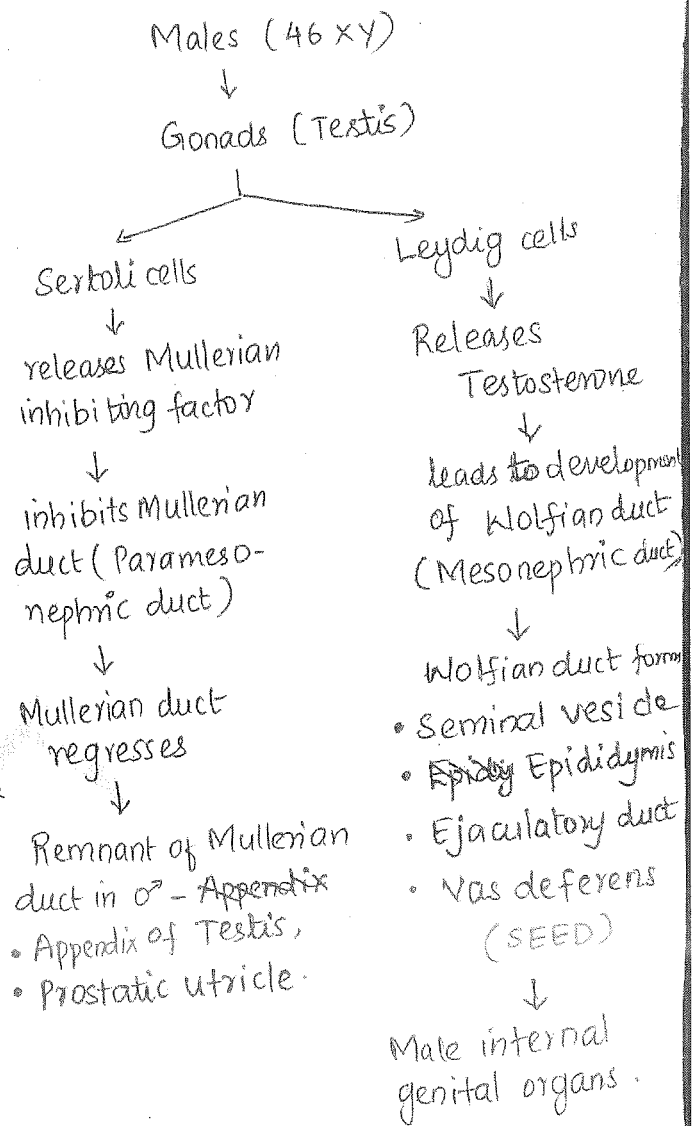 Males (46 XY)
↓
Gonads (Testis)
Sertoli cells
↓
releases Mullerian
inhibiting factor
↓
inhibits Mullerian
duct (Parameso-
nephric duct)
↓
Mullerian duct
regresses
↓
Remnant of Mullerian
duct in ♂ - Appendix
• Appendix of Testis,
• Prostatic utricle.
Leydig cells
↓
Releases
Testosterone
↓
leads to development
of Wolfian duct
(Mesonephric duct)
↓
Wolfian duct forms
• Seminal vesicle
• Epididymis
• Ejaculatory duct
• Vas deferens
(SEED)
↓
Male internal
genital organs.